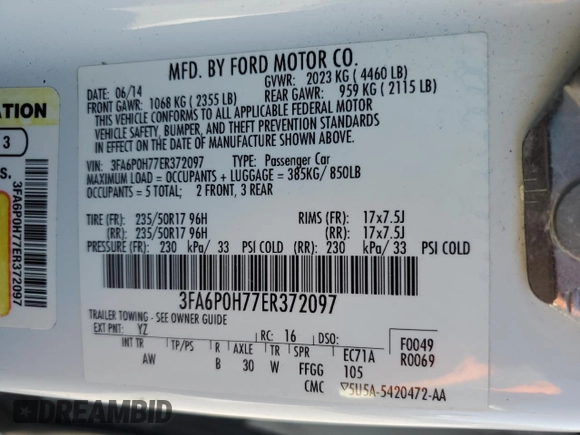 MFD. BY FORD MOTOR CO.
DATE: 06/14 GVWR: 2023 KG ( 4460 LB)
FRONT GAWR: 1068 KG ( 2355 LB) REAR GAWR: 959 KG ( 2115 LB)
THIS VEHICLE CONFORMS TO ALL APPLICABLE FEDERAL MOTOR
VEHICLE SAFETY, BUMPER, AND THEFT PREVENTION STANDARDS
IN EFFECT ON THE DATE OF MANUFACTURE SHOWN ABOVE.
VIN: 3FA6P0H77ER372097 TYPE: Passenger Car
MAXIMUM LOAD = OCCUPANTS + LUGGAGE = 385KG/ 850LB
OCCUPANTS = 5 TOTAL; 2 FRONT, 3 REAR
TIRE (FR): 235/50R17 96H RIMS (FR): 17x7.5J
(RR): 235/50R17 96H (RR): 17x7.5J
PRESSURE (FR): 230 kPa/ 33 PSI COLD (RR): 230 kPa/ 33 PSI COLD
3FA6P0H77ER372097
TRAILER TOWING - SEE OWNER GUIDE
EXT PNT: YZ RC: 16 DSO: F0049
INT TR TP/PS R AXLE TR SPR EC71A R0069
AW B 30 W FFGG 105
CMC 5U5A-5420472-AA
ATION
3
S.
3FA6P0H77ER372097
DREAMBID